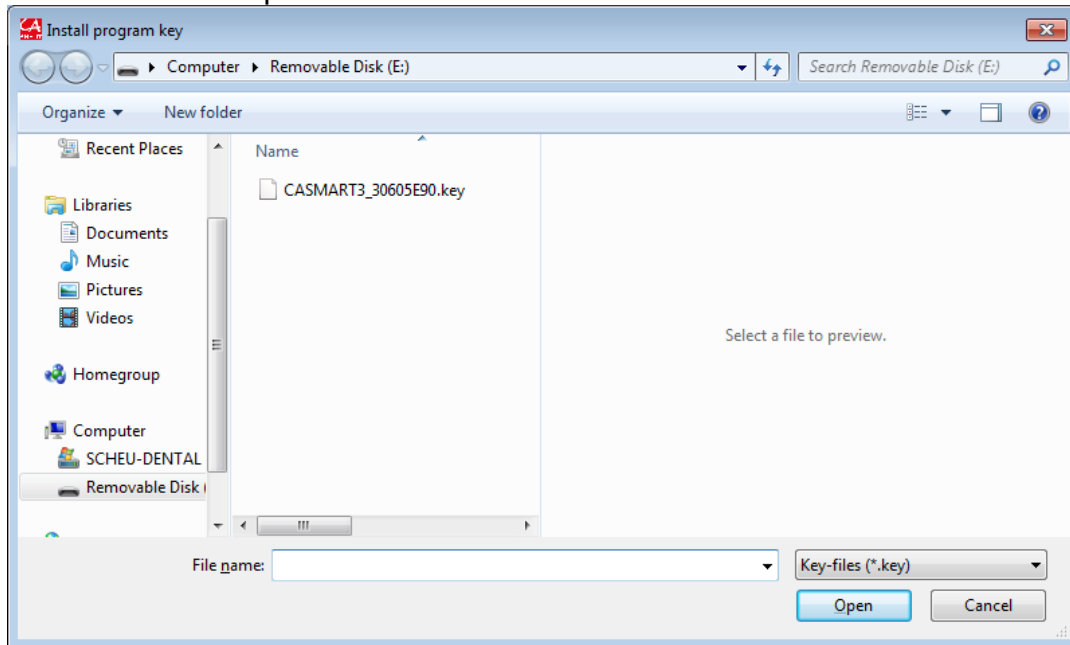 Install program key
Computer ▸ Removable Disk (E:)
Search Removable Disk (E:)
Organize
New folder
Recent Places
Libraries
Documents
Music
Pictures
Videos
Homegroup
Computer
SCHEU-DENTAL
Removable Disk (
Name
CASMART3_30605E90.key
Select a file to preview.
File name:
Key-files (*.key)
Open
Cancel